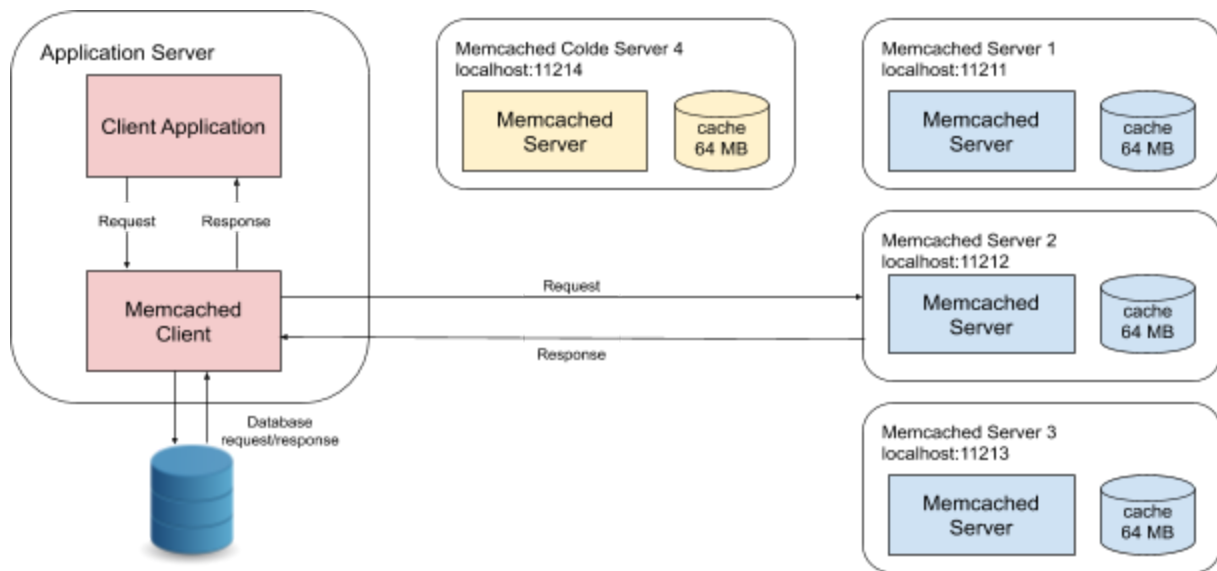 Application Server
Client Application
Request
Response
Memcached
Client
Database
request/response
Memcached Colde Server 4
localhost:11214
Memcached
Server
cache
64 MB
Request
Response
Memcached Server 1
localhost:11211
Memcached
Server
cache
64 MB
Memcached Server 2
localhost:11212
Memcached
Server
cache
64 MB
Memcached Server 3
localhost:11213
Memcached
Server
cache
64 MB